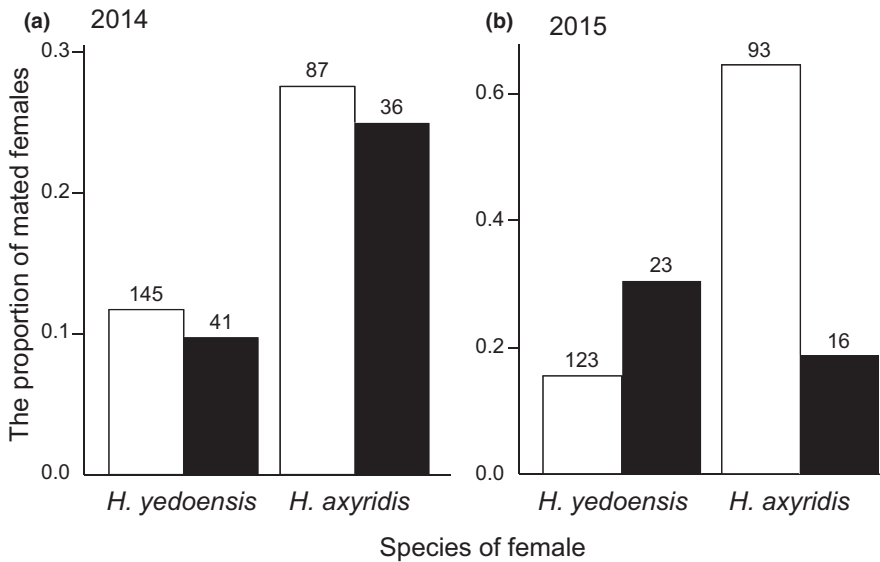 (a) 2014
The proportion of mated females
0.3
0.2
0.1
0.0
145
41
87
36
H. yedoensis
H. axyridis
(b) 2015
0.6
0.4
0.2
0.0
123
23
93
16
H. yedoensis
H. axyridis
Species of female